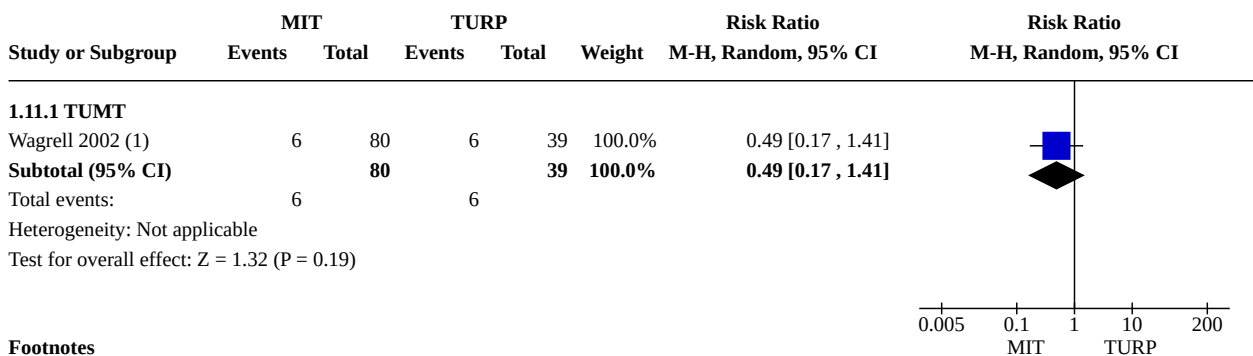 MIT TURP Risk Ratio Risk Ratio
Study or Subgroup Events Total Events Total Weight M-H, Random, 95% CI M-H, Random, 95% CI
1.11.1 TUMT
Wagrell 2002 (1) 6 80 6 39 100.0% 0.49 [0.17 , 1.41]
Subtotal (95% CI) 80 39 100.0% 0.49 [0.17 , 1.41]
Total events: 6 6
Heterogeneity: Not applicable
Test for overall effect: Z = 1.32 (P = 0.19)
0.005 0.1 1 10 200
MIT TURP
Footnotes